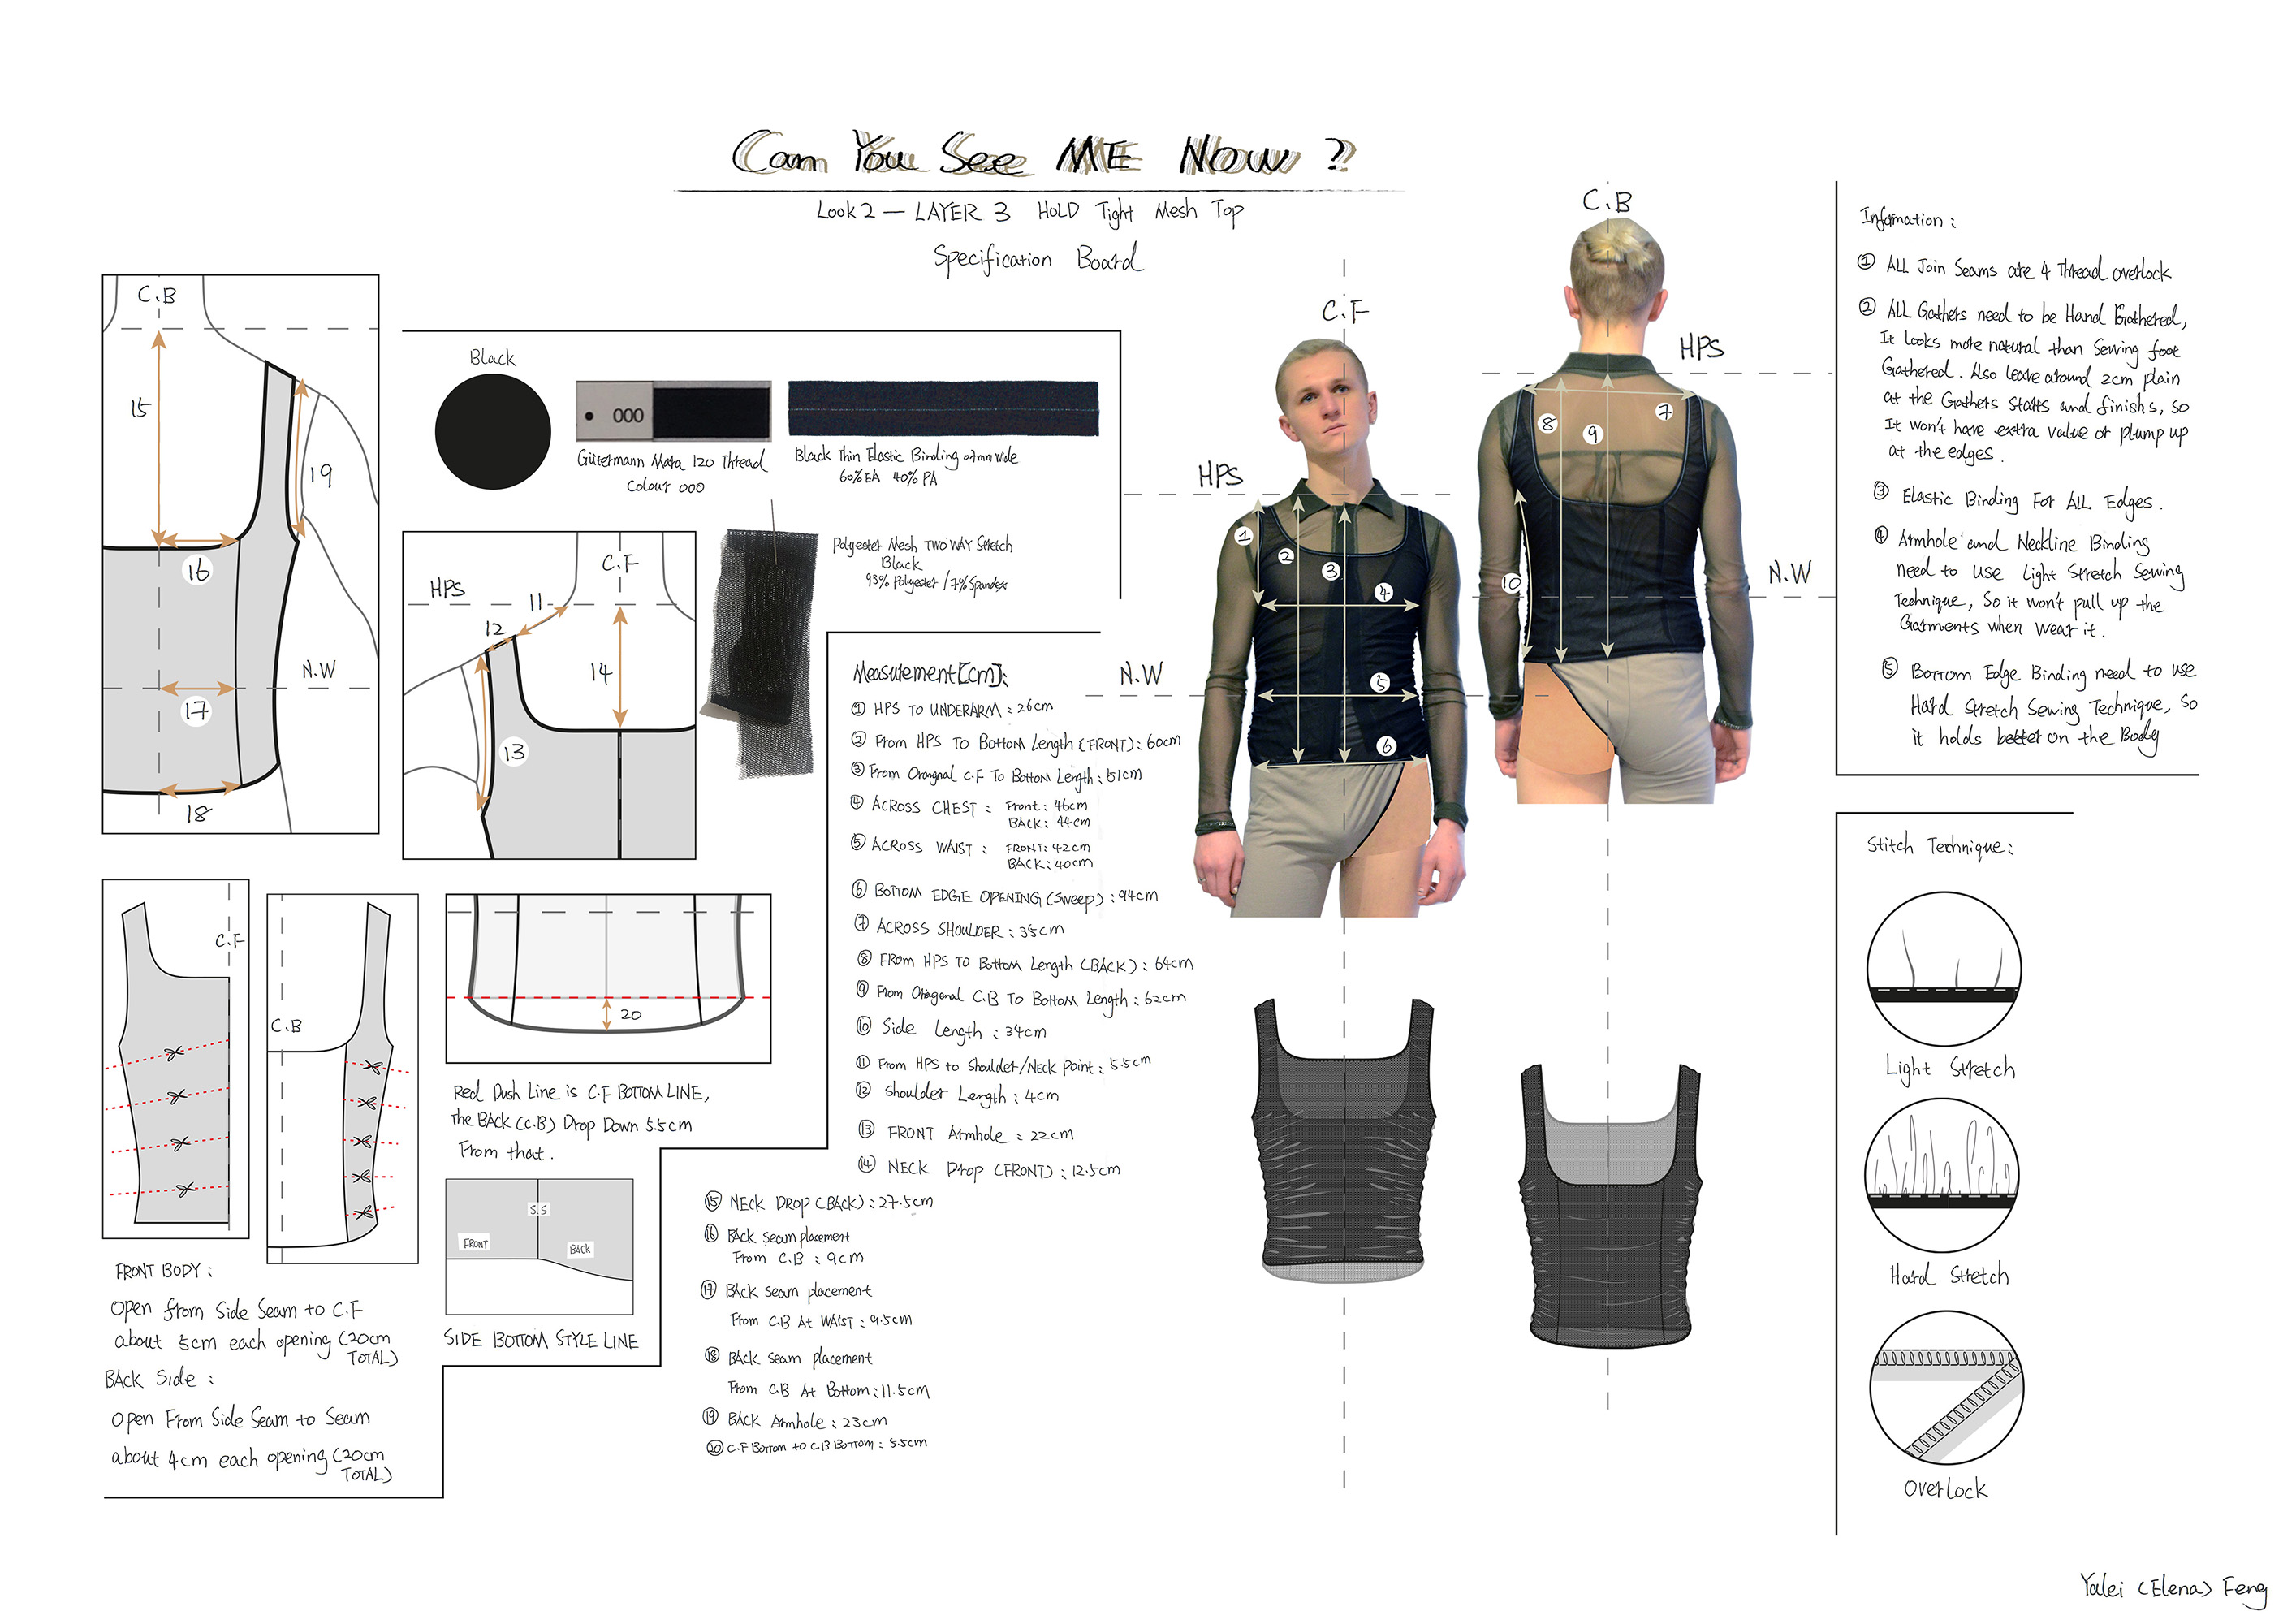 Can You See ME Now ?
Look 2 — LAYER 3 HOLD Tight Mesh Top
Specification Board
C.B
15
19
16
N.W
17
18
Black
000
Gütermann Mara 120 Thread
Colour 000
Black Thin Elastic Binding 07mm wide
60% EA 40% PA
Polyester Mesh TWO WAY Stretch
Black
93% Polyester / 7% Spandex
C.F
HPS
11
12
14
13
C.F
C.B
FRONT BODY :
open from Side Seam to C.F
about 5cm each opening (20cm
TOTAL)
BACK Side :
open From Side Seam to Seam
about 4cm each opening (20cm
TOTAL)
20
Red Dush Line is C.F BOTTOM LINE,
the BACK (C.B) Drop Down 5.5cm
From that.
S.S
FRONT
BACK
SIDE BOTTOM STYLE LINE
Measurement[cm]:
① HPS TO UNDERARM : 26cm
② From HPS To Bottom Length (FRONT) : 60cm
③ From Orangnal C.F To Bottom Length : 51cm
④ ACROSS CHEST : Front : 46cm
BACK : 44cm
⑤ ACROSS WAIST : FRONT : 42cm
BACK : 40cm
⑥ BOTTOM EDGE OPENING (Sweep) : 94cm
⑦ ACROSS SHOULDER : 35cm
⑧ FROM HPS TO Bottom Length (BACK) : 64cm
⑨ From C.B To Bottom Length : 62cm
⑩ Side Length : 34cm
⑪ From HPS to Shoulder/Neck point : 5.5cm
⑫ Shoulder Length : 4cm
⑬ FRONT Armhole : 22cm
⑭ NECK Drop (FRONT) : 12.5cm
⑮ NECK DROP (BACK) : 27.5cm
⑯ BACK seam placement
From C.B : 9cm
⑰ BACK seam placement
From C.B At WAIST : 9.5cm
⑱ BACK seam placement
From C.B At Bottom : 11.5cm
⑲ BACK Armhole : 23cm
⑳ C.F BOTTOM to C.B BOTTOM : 5.5cm
C.F
HPS
N.W
1
2
3
4
5
6
C.B
HPS
N.W
7
8
9
10
Information :
① ALL Join Seams are 4 Thread overlock
② ALL Gathers need to be Hand Gathered,
It looks more natural than Sewing foot
Gathered. Also leave around 2cm plain
at the Gathers starts and finishs, so
It won't have extra value or plump up
at the edges.
③ Elastic Binding For ALL Edges.
④ Armhole and Neckline Binding
need to use Light Stretch Sewing
Technique, So it won't pull up the
Garments when wear it.
⑤ Bottom Edge Binding need to use
Hard Stretch Sewing Technique, So
it holds better on the Body
Stitch Technique :
Light Stretch
Hard Stretch
Overlock
Yalei (Elena) Feng